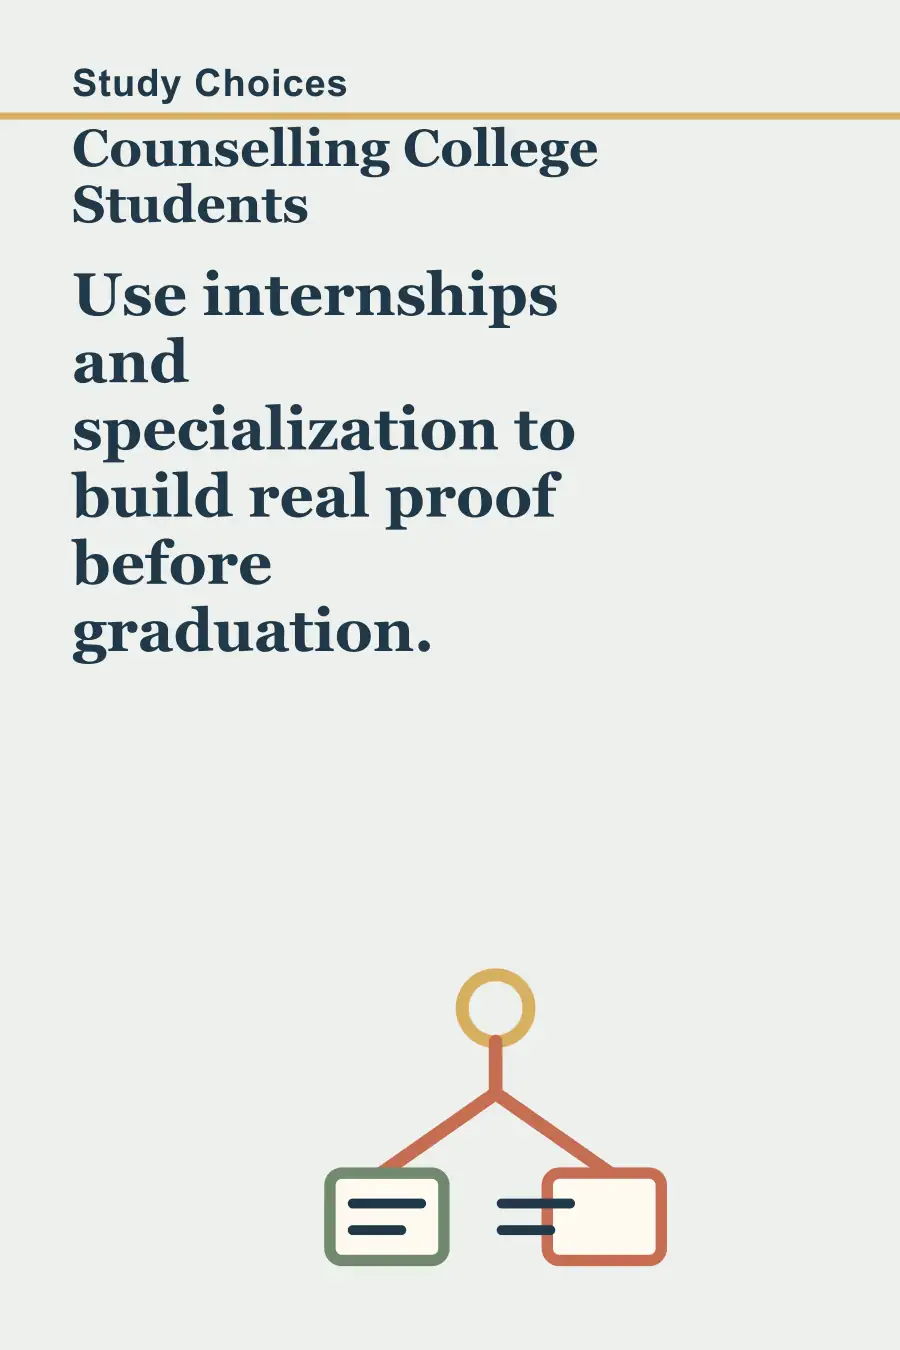 Study Choices
Counselling College
Students
Use internships
and
specialization to
build real proof
before
graduation.